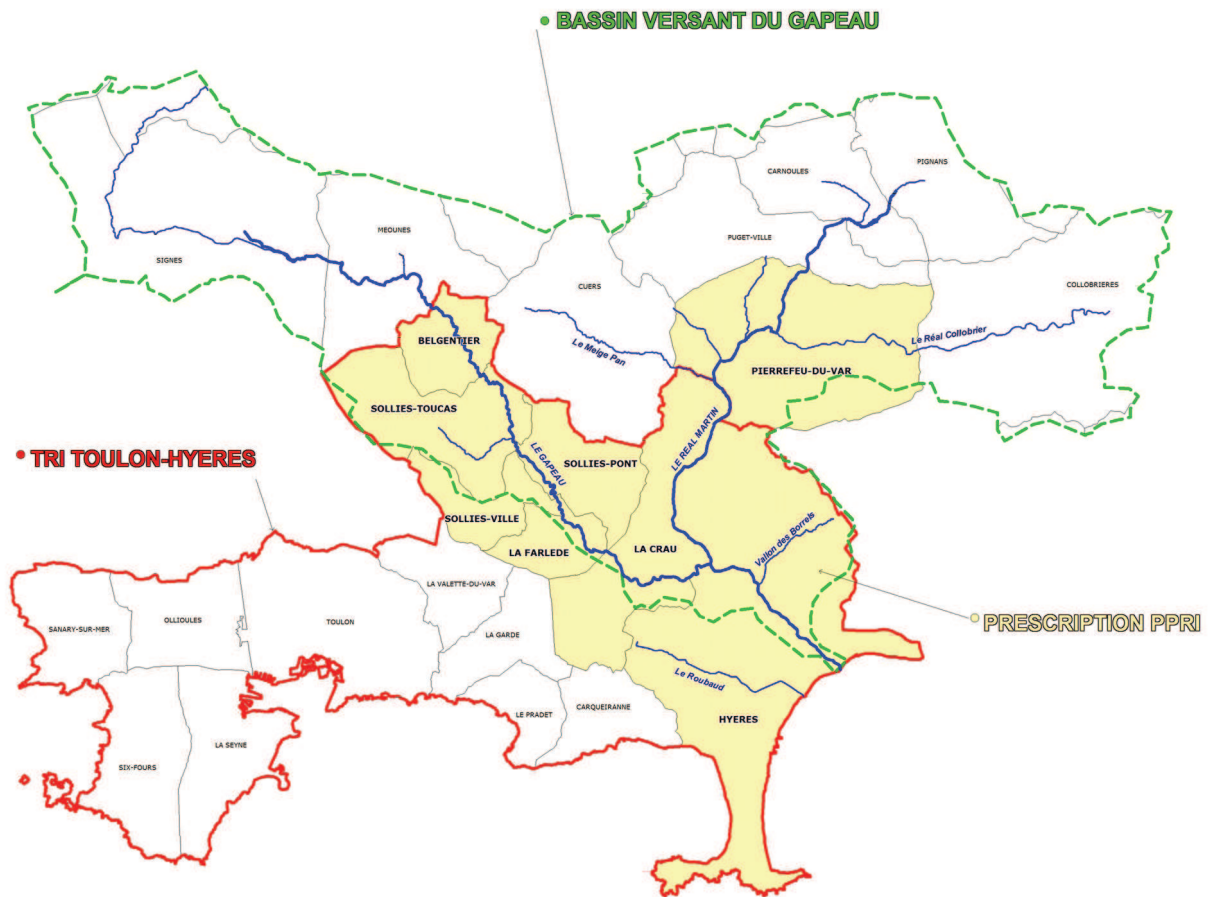 • BASSIN VERSANT DU GAPEAU
PIGNANS
CARNOULES
MEOUNES
PUGET-VILLE
SIGNES
CUERS
COLLOBRIERES
BELGENTIER
Le Réal Collobrier
Le Meige Pan
PIERREFEU-DU-VAR
SOLLIES-TOUCAS
LE REAL MARTIN
• TRI TOULON-HYERES
LE GAPEAU
SOLLIES-PONT
SOLLIES-VILLE
Vallon des Borrels
LA FARLEDE
LA CRAU
LA VALETTE-DU-VAR
OLLIOULES
TOULON
SANARY-SUR-MER
LA GARDE
• PRESCRIPTION PPRI
Le Roubaud
LE PRADET
CARQUEIRANNE
HYERES
LA SEYNE
SIX-FOURS